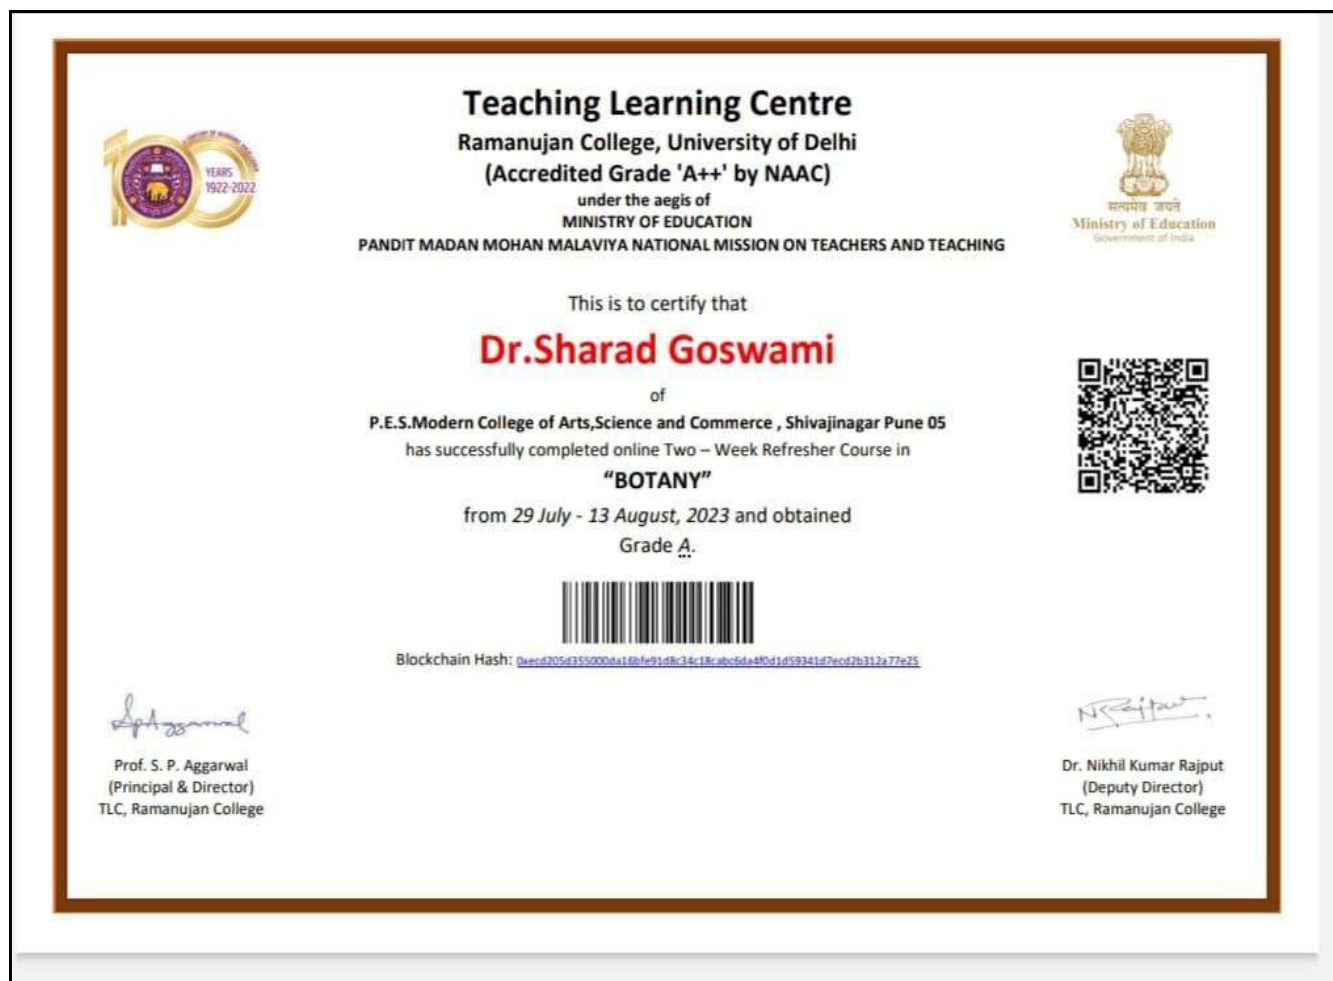 Teaching Learning Centre
Ramanujan College, University of Delhi
(Accredited Grade 'A++' by NAAC)
under the aegis of
MINISTRY OF EDUCATION
PANDIT MADAN MOHAN MALAVIYA NATIONAL MISSION ON TEACHERS AND TEACHING
YEARS
1922-2022
सत्यमेव जयते
Ministry of Education
Government of India
This is to certify that
Dr.Sharad Goswami
of
P.E.S.Modern College of Arts,Science and Commerce , Shivajinagar Pune 05
has successfully completed online Two – Week Refresher Course in
“BOTANY”
from 29 July - 13 August, 2023 and obtained
Grade A.
Blockchain Hash: 0xecd205d355000da16bfe91d8c34c18cabc6da4f0d1d59341d7ecd2b312a77e25
SpAggarwal
Prof. S. P. Aggarwal
(Principal & Director)
TLC, Ramanujan College
NKRajput
Dr. Nikhil Kumar Rajput
(Deputy Director)
TLC, Ramanujan College